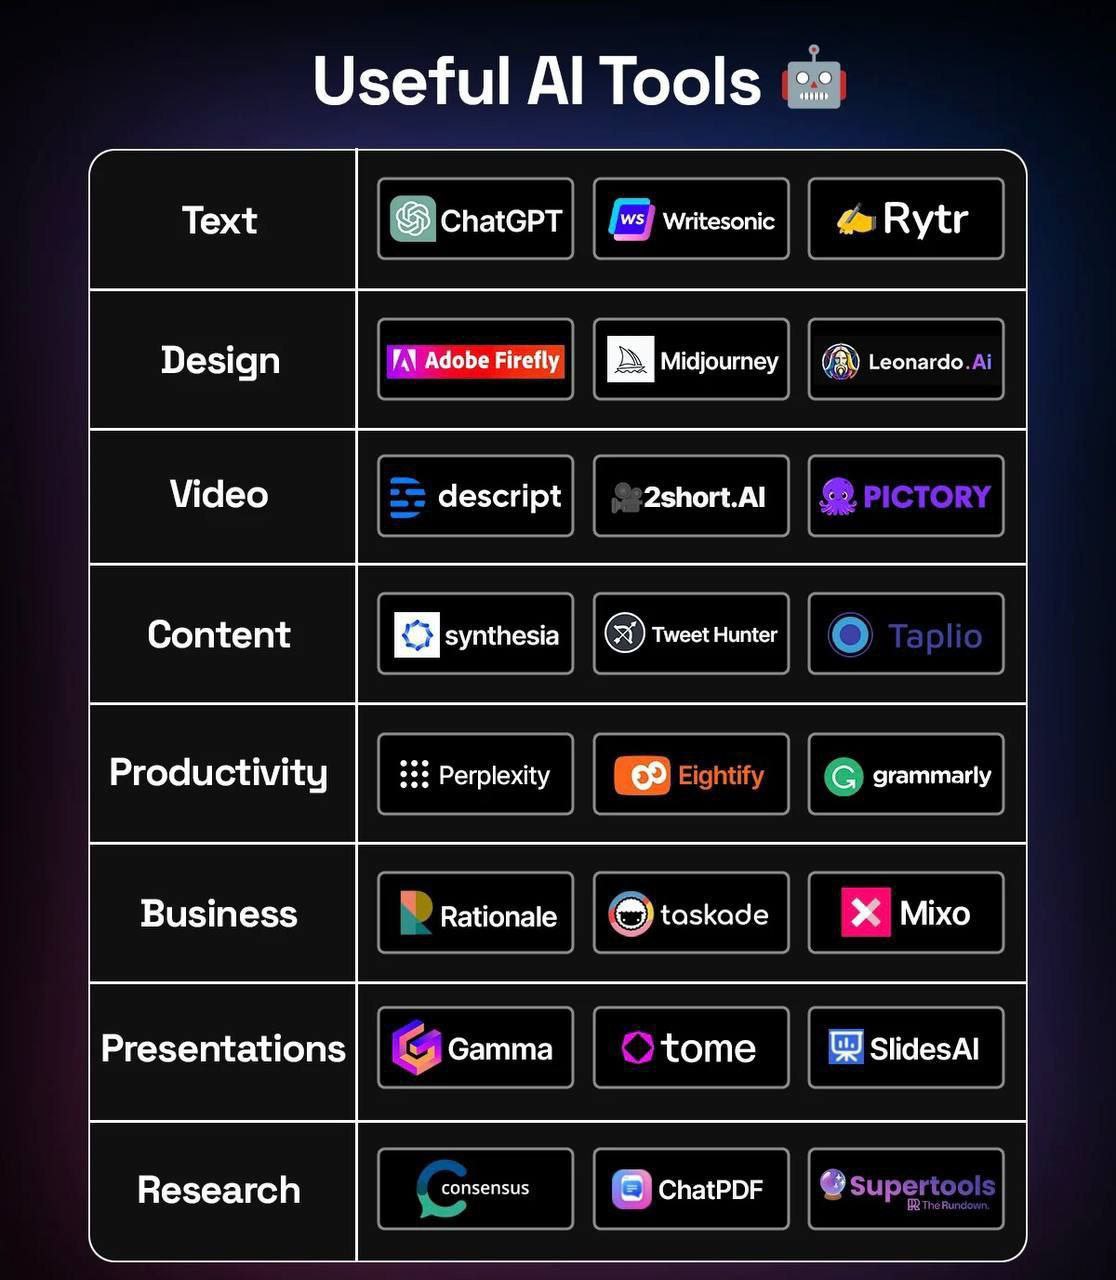 Useful AI Tools
Text
ChatGPT
WS Writesonic
Rytr
Design
Adobe Firefly
Midjourney
Leonardo.Ai
Video
descript
2short.AI
PICTORY
Content
synthesia
Tweet Hunter
Taplio
Productivity
Perplexity
Eightify
grammarly
Business
Rationale
taskade
Mixo
Presentations
Gamma
tome
SlidesAI
Research
consensus
ChatPDF
Supertools
The Rundown.